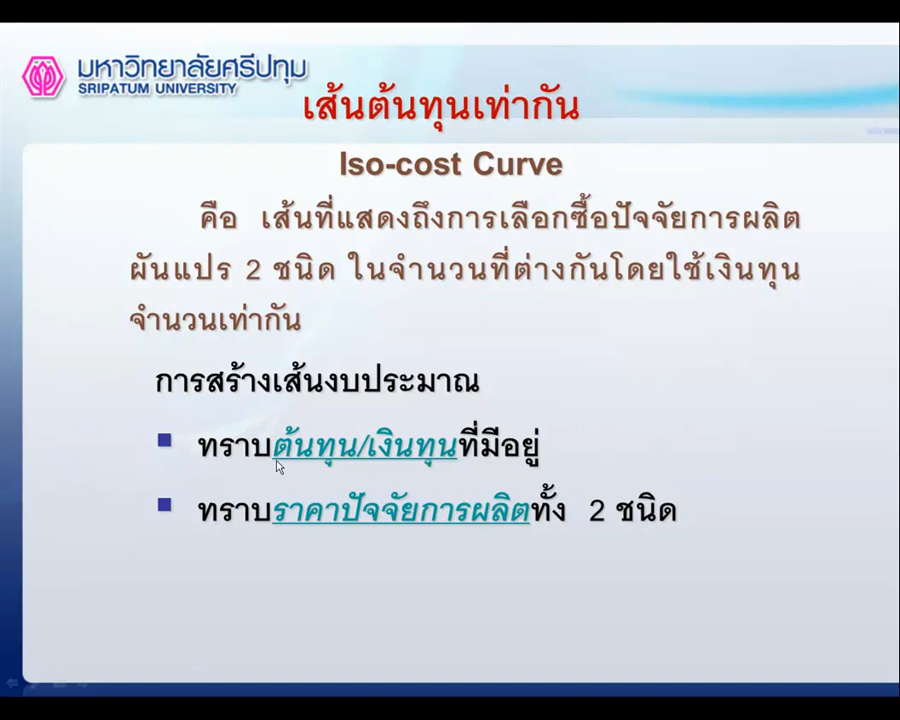 มหาวิทยาลัยศรีปทุม
SRIPATUM UNIVERSITY
เส้นต้นทุนเท่ากัน
Iso-cost Curve
คือ เส้นที่แสดงถึงการเลือกซื้อปัจจัยการผลิต
ผันแปร 2 ชนิด ในจำนวนที่ต่างกันโดยใช้เงินทุน
จำนวนเท่ากัน
การสร้างเส้นงบประมาณ
ทราบต้นทุน/เงินทุนที่มีอยู่
ทราบราคาปัจจัยการผลิตทั้ง 2 ชนิด